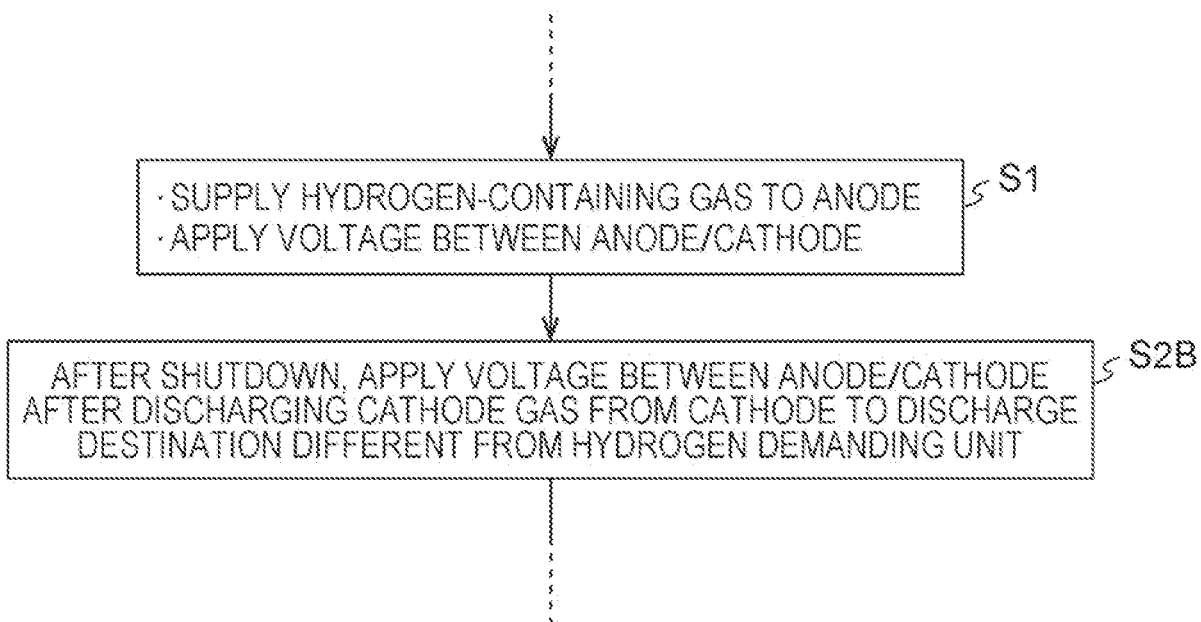 · SUPPLY HYDROGEN-CONTAINING GAS TO ANODE
· APPLY VOLTAGE BETWEEN ANODE/CATHODE
S1
AFTER SHUTDOWN, APPLY VOLTAGE BETWEEN ANODE/CATHODE
AFTER DISCHARGING CATHODE GAS FROM CATHODE TO DISCHARGE
DESTINATION DIFFERENT FROM HYDROGEN DEMANDING UNIT
S2B